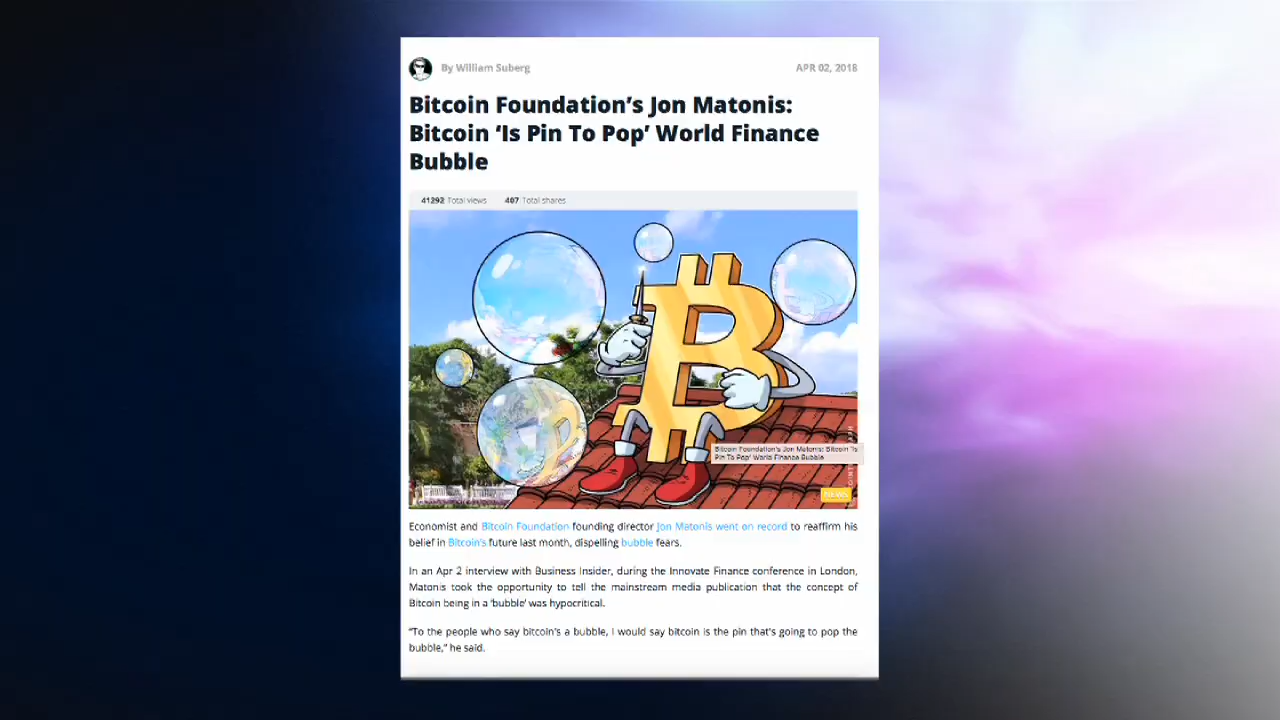 By William Suberg
APR 02, 2018
Bitcoin Foundation’s Jon Matonis:
Bitcoin ‘Is Pin To Pop’ World Finance
Bubble
41292 Total views 407 Total shares
Bitcoin Foundation's Jon Matonis: Bitcoin 'Is
Pin To Pop' World Finance Bubble
NEWS
Economist and Bitcoin Foundation founding director Jon Matonis went on record to reaffirm his
belief in Bitcoin's future last month, dispelling bubble fears.
In an Apr 2 interview with Business Insider, during the Innovate Finance conference in London,
Matonis took the opportunity to tell the mainstream media publication that the concept of
Bitcoin being in a ‘bubble’ was hypocritical.
“To the people who say bitcoin's a bubble, I would say bitcoin is the pin that's going to pop the
bubble,” he said.